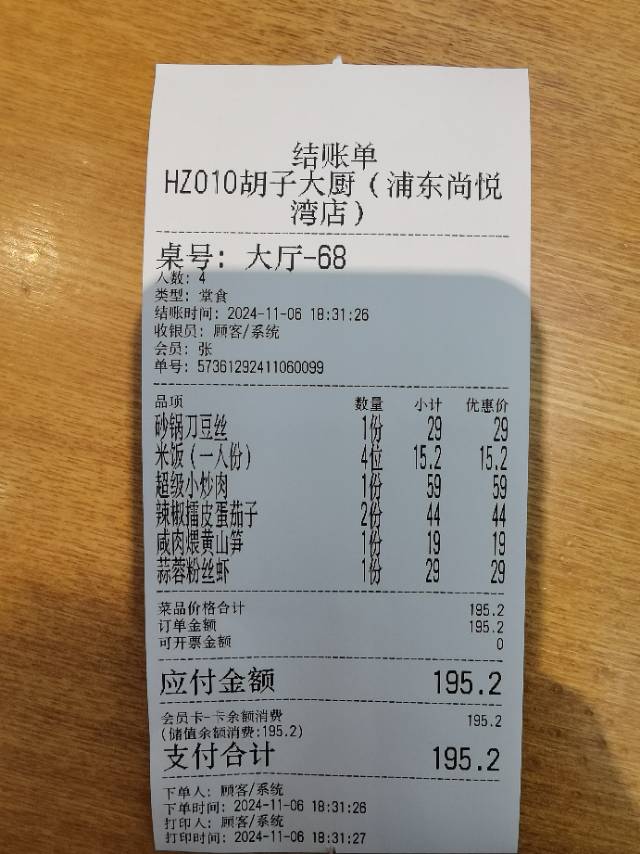 结账单
HZ010胡子大厨（浦东尚悦
湾店）
桌号: 大厅-68
人数: 4
类型: 堂食
结账时间: 2024-11-06 18:31:26
收银员: 顾客/系统
会员: 张
单号: 57361292411060099
品项 数量 小计 优惠价
砂锅刀豆丝 1份 29 29
米饭（一人份） 4位 15.2 15.2
超级小炒肉 1份 59 59
辣椒擂皮蛋茄子 2份 44 44
咸肉煨黄山笋 1份 19 19
蒜蓉粉丝虾 1份 29 29
菜品价格合计 195.2
订单金额 195.2
可开票金额 0
应付金额 195.2
会员卡-卡余额消费 195.2
(储值余额消费:195.2)
支付合计 195.2
下单人: 顾客/系统
下单时间: 2024-11-06 18:31:26
打印人: 顾客/系统
打印时间: 2024-11-06 18:31:27